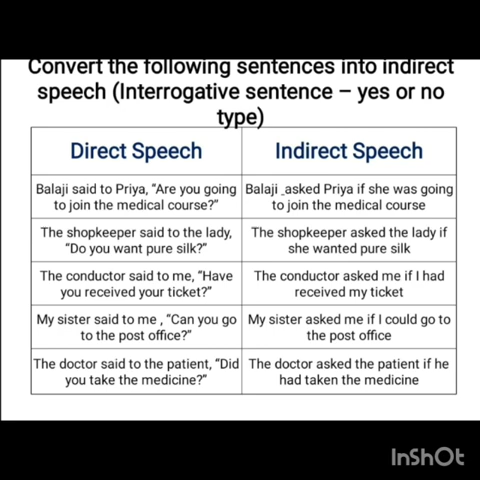 Convert the following sentences into indirect
speech (Interrogative sentence – yes or no
type)
Direct Speech
Indirect Speech
Balaji said to Priya, “Are you going
to join the medical course?”
Balaji asked Priya if she was going
to join the medical course
The shopkeeper said to the lady,
“Do you want pure silk?”
The shopkeeper asked the lady if
she wanted pure silk
The conductor said to me, “Have
you received your ticket?”
The conductor asked me if I had
received my ticket
My sister said to me , “Can you go
to the post office?”
My sister asked me if I could go to
the post office
The doctor said to the patient, “Did
you take the medicine?”
The doctor asked the patient if he
had taken the medicine
InShOt